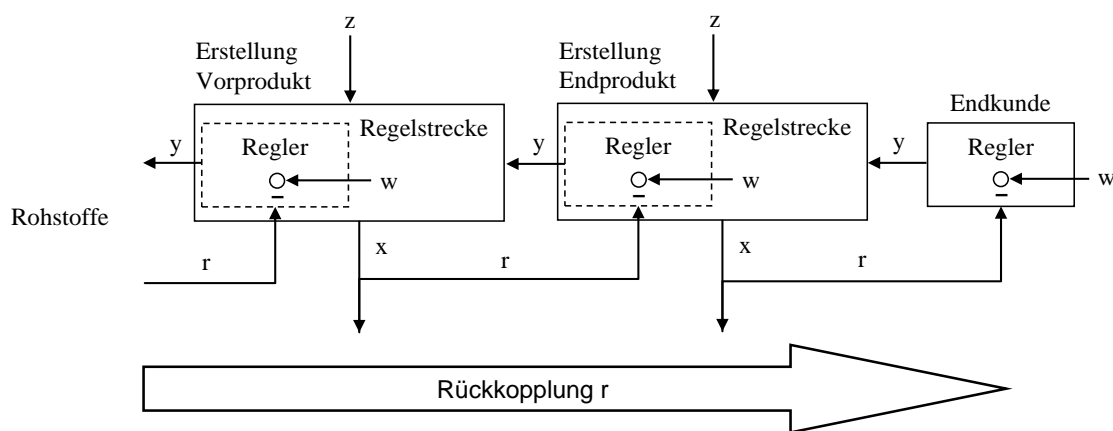 z
z
Erstellung
Vorprodukt
Erstellung
Endprodukt
Endkunde
Regelstrecke
Regelstrecke
y
Regler
y
Regler
y
Regler
w
w
w
Rohstoffe
x
x
r
r
r
Rückkopplung r